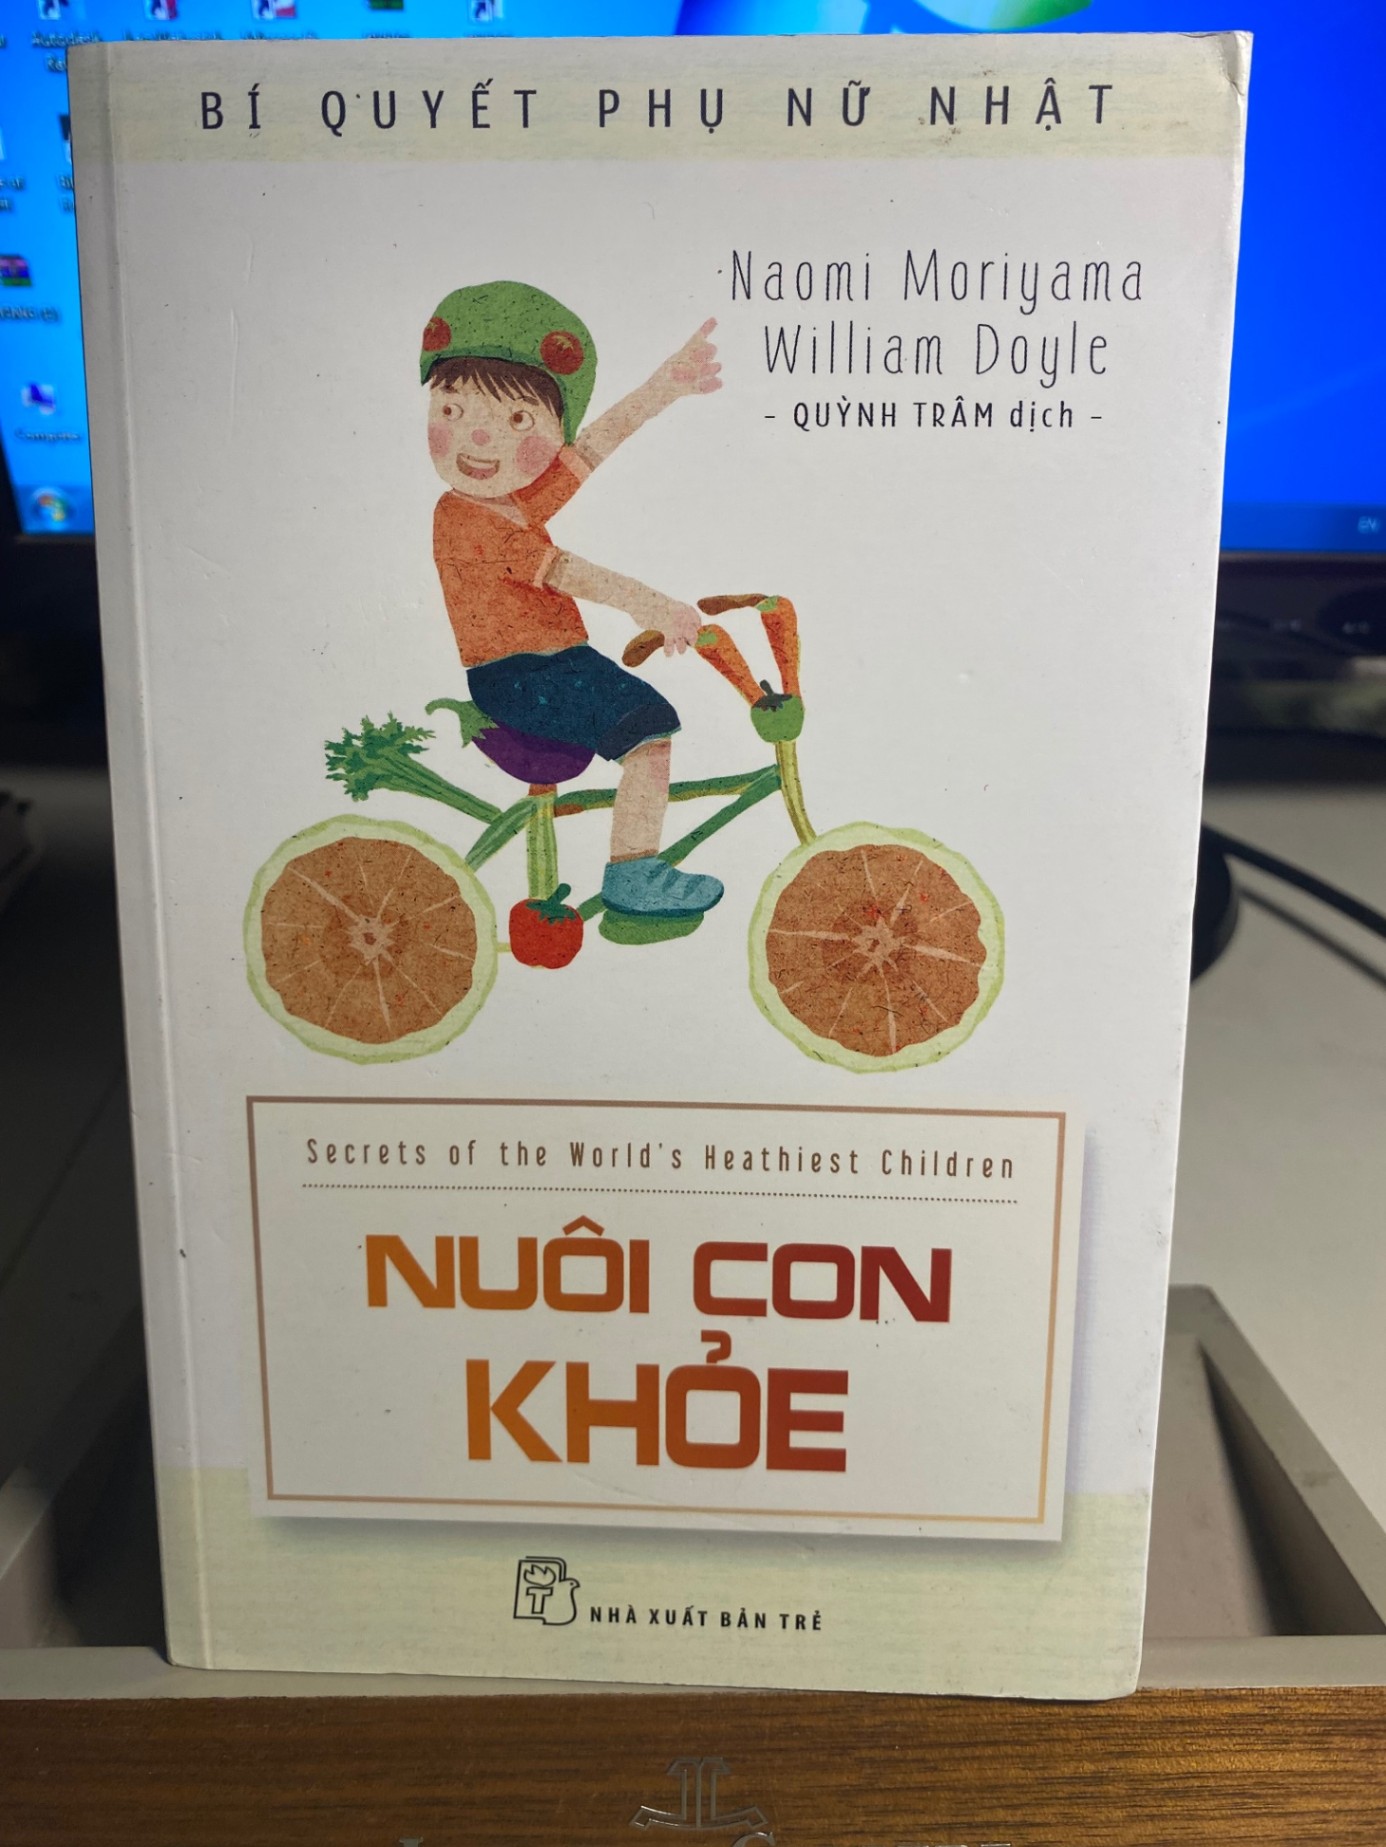 BÍ QUYẾT PHỤ NỮ NHẬT
Naomi Moriyama
William Doyle
- QUỲNH TRÂM dịch -
Secrets of the World's Heathiest Children
NUÔI CON
KHỎE
T
NHÀ XUẤT BẢN TRẺ
EN